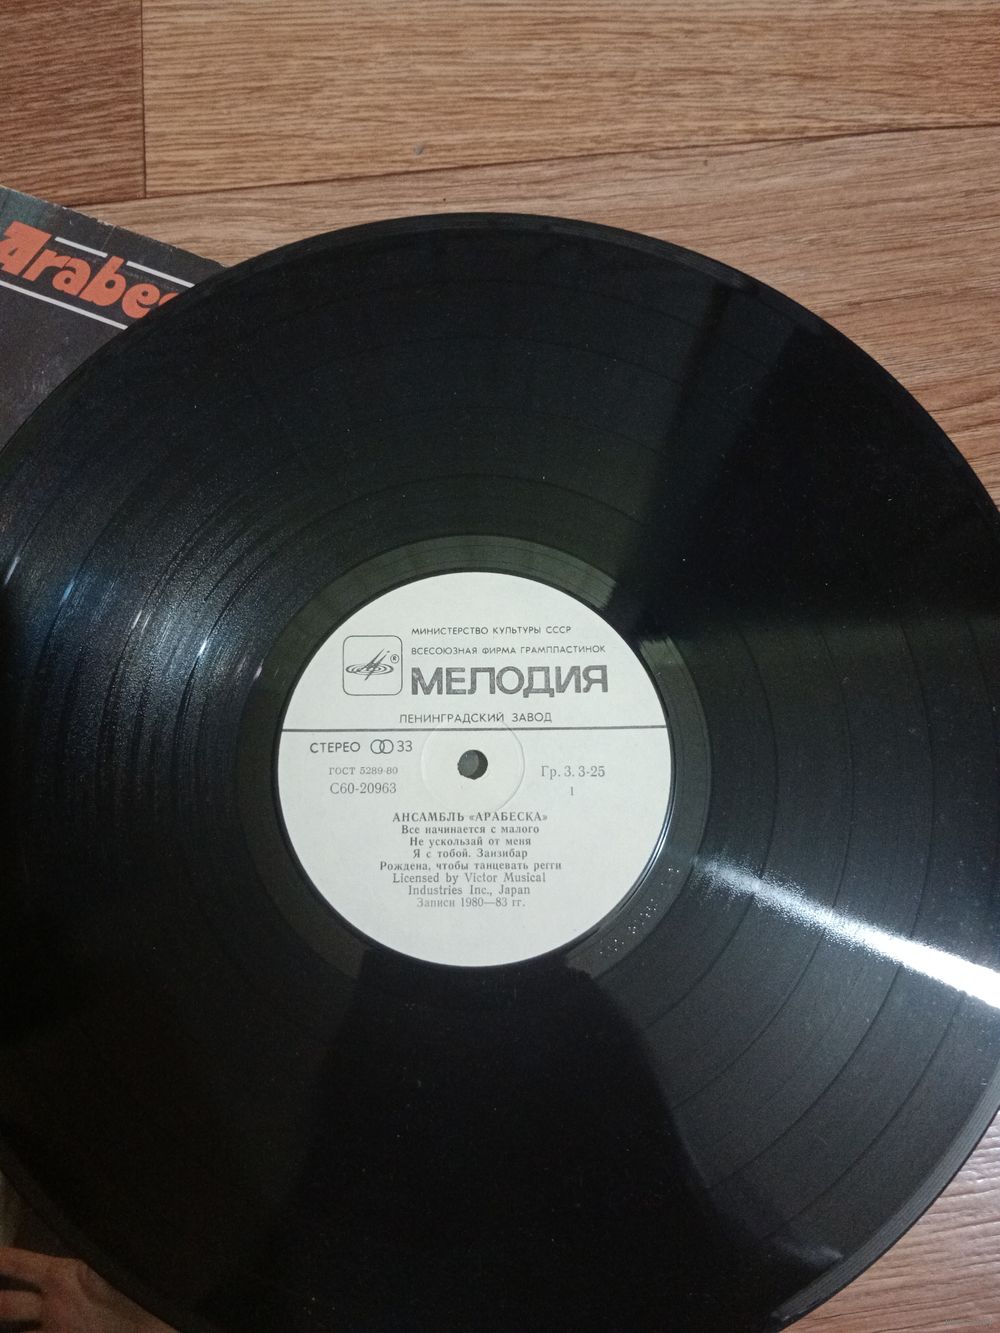 Arabes
МИНИСТЕРСТВО КУЛЬТУРЫ СССР
ВСЕСОЮЗНАЯ ФИРМА ГРАМПЛАСТИНОК
®
МЕЛОДИЯ
ЛЕНИНГРАДСКИЙ ЗАВОД
СТЕРЕО 33
ГОСТ 5289-80
Гр. 3. 3-25
С60-20963
1
АНСАМБЛЬ «АРАБЕСКА»
Все начинается с малого
Не ускользай от меня
Я с тобой. Занзибар
Рождена, чтобы танцевать регги
Licensed by Victor Musical
Industries Inc., Japan
Записи 1980—83 гг.